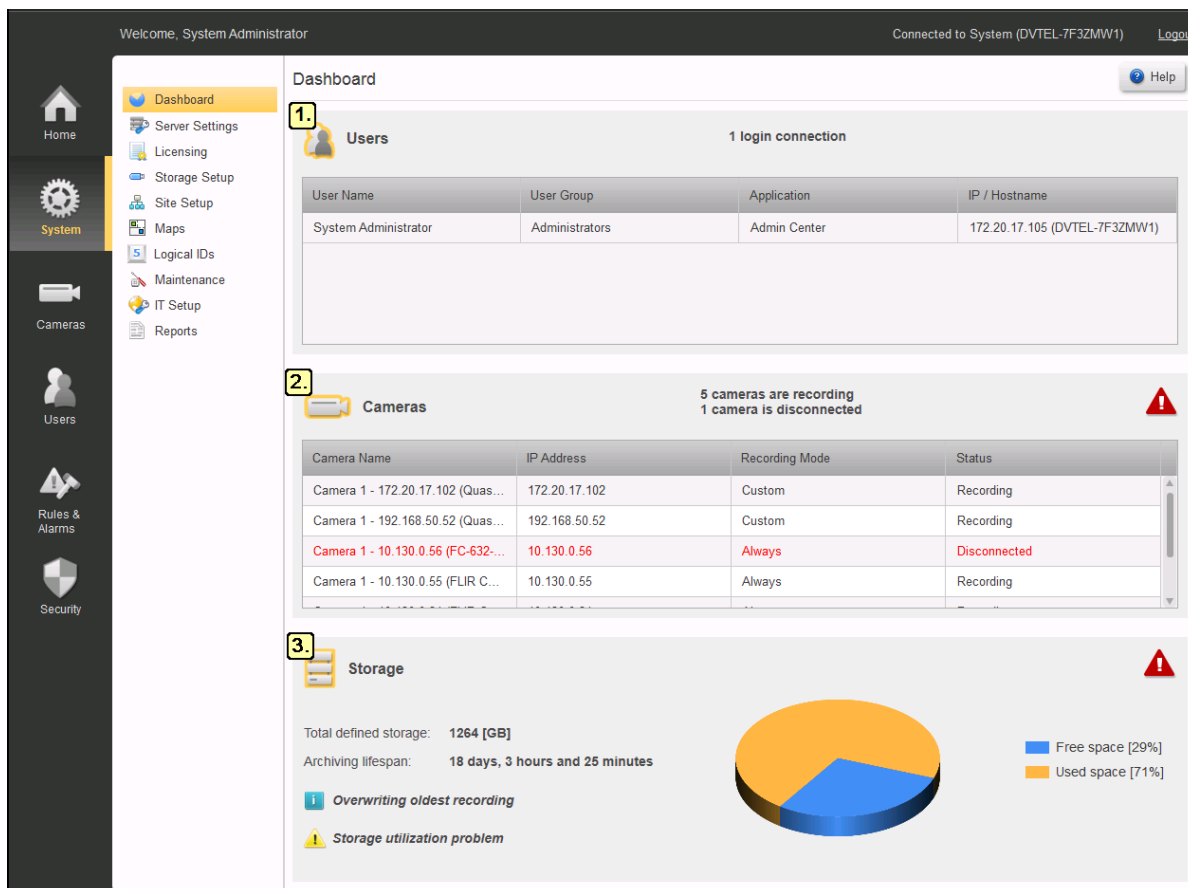 Welcome, System Administrator
Connected to System (DVTEL-7F3ZMW1)
Logou
Home
System
Cameras
Users
Rules &
Alarms
Security
Dashboard
Server Settings
Licensing
Storage Setup
Site Setup
Maps
5 Logical IDs
Maintenance
IT Setup
Reports
Dashboard
? Help
1.
Users
1 login connection
User Name User Group Application IP / Hostname
System Administrator Administrators Admin Center 172.20.17.105 (DVTEL-7F3ZMW1)
2.
Cameras
5 cameras are recording
1 camera is disconnected
Camera Name IP Address Recording Mode Status
Camera 1 - 172.20.17.102 (Quas... 172.20.17.102 Custom Recording
Camera 1 - 192.168.50.52 (Quas... 192.168.50.52 Custom Recording
Camera 1 - 10.130.0.56 (FC-632-... 10.130.0.56 Always Disconnected
Camera 1 - 10.130.0.55 (FLIR C... 10.130.0.55 Always Recording
3.
Storage
Total defined storage: 1264 [GB]
Archiving lifespan: 18 days, 3 hours and 25 minutes
i Overwriting oldest recording
! Storage utilization problem
Free space [29%]
Used space [71%]